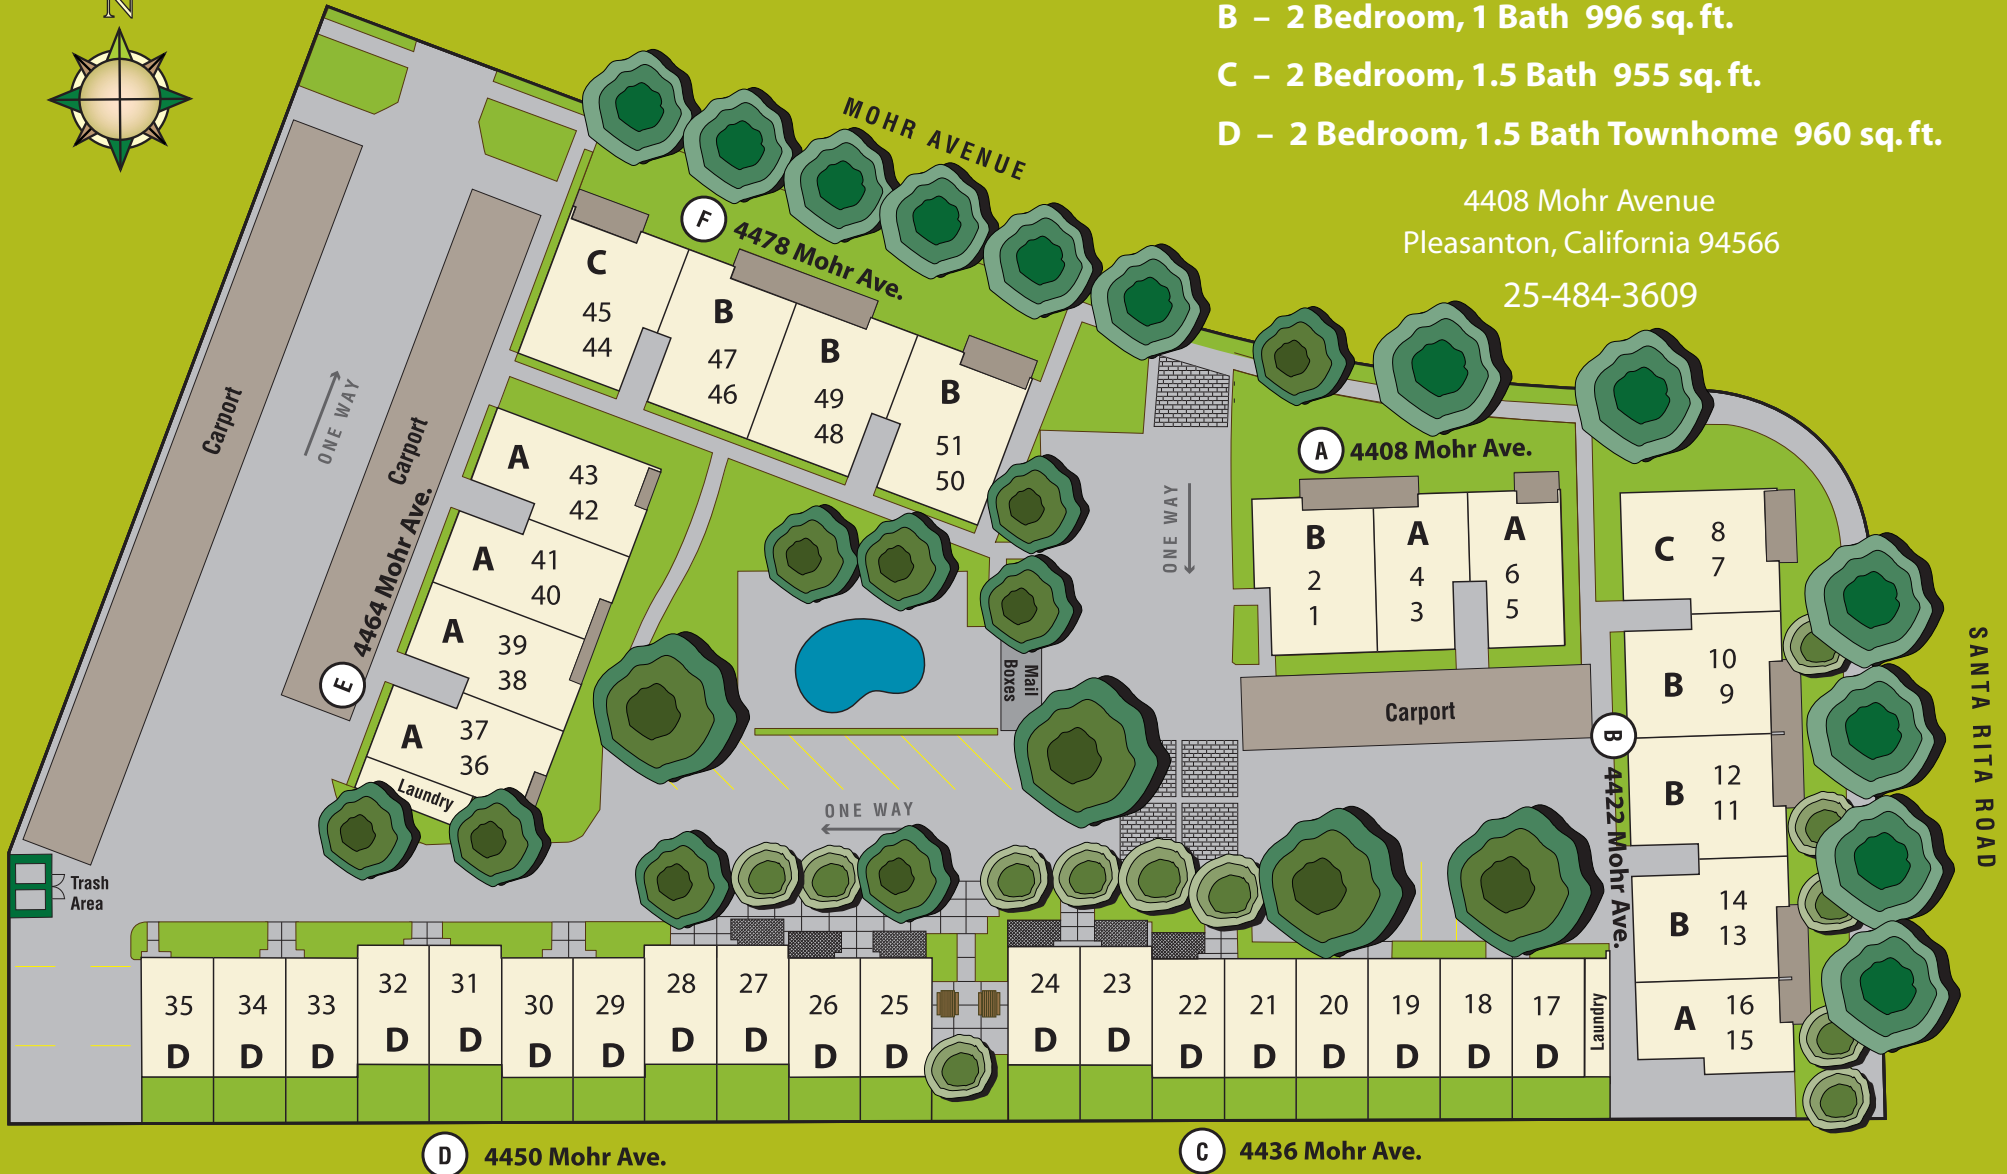 N
B – 2 Bedroom, 1 Bath 996 sq. ft.
C – 2 Bedroom, 1.5 Bath 955 sq. ft.
D – 2 Bedroom, 1.5 Bath Townhome 960 sq. ft.
4408 Mohr Avenue
Pleasanton, California 94566
25-484-3609
MOHR AVENUE
SANTA RITA ROAD
F 4478 Mohr Ave.
C
45
44
B
47
46
B
49
48
B
51
50
Carport
ONE WAY
Carport
E 4464 Mohr Ave.
A
43
42
A
41
40
A
39
38
A
37
36
Laundry
Mail
Boxes
ONE WAY
ONE WAY
A 4408 Mohr Ave.
B
2
1
A
4
3
A
6
5
Carport
B 4422 Mohr Ave.
C
8
7
B
10
9
B
12
11
B
14
13
A
16
15
Trash
Area
35
D
34
D
33
D
32
D
31
D
30
D
29
D
28
D
27
D
26
D
25
D
24
D
23
D
22
D
21
D
20
D
19
D
18
D
17
D
Laundry
D 4450 Mohr Ave.
C 4436 Mohr Ave.